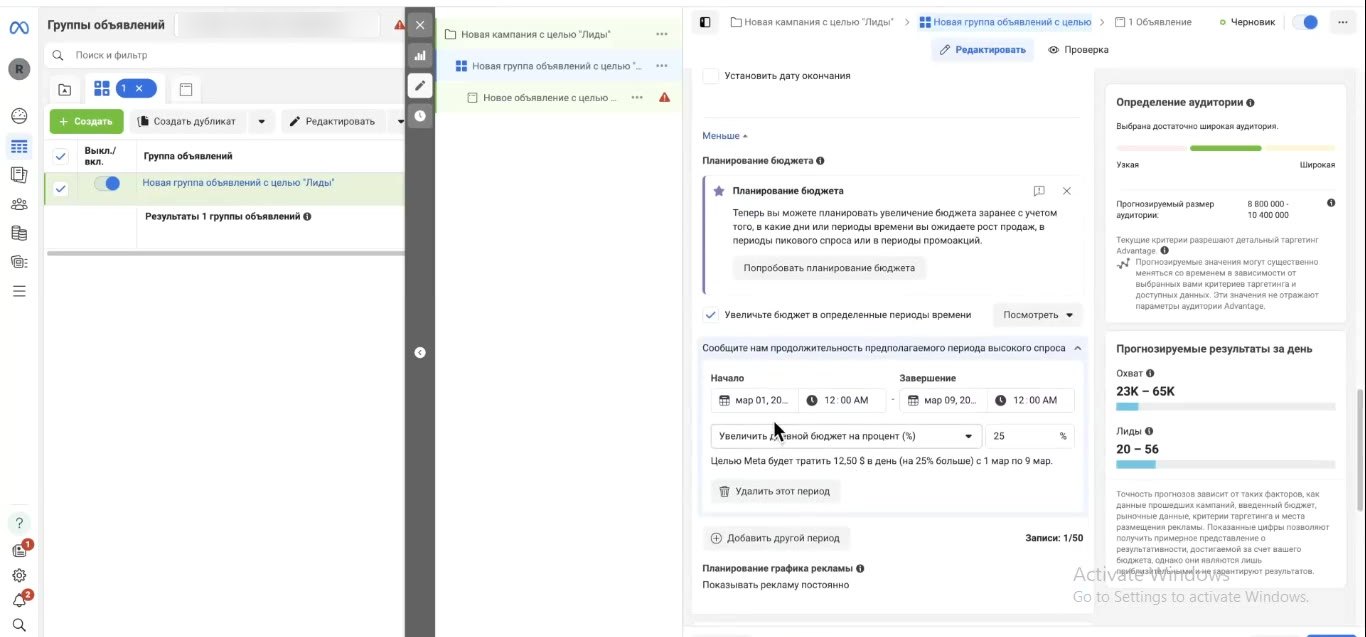 Группы объявлений
R
Поиск и фильтр
1
Создать
Создать дубликат
Редактировать
Выкл./
вкл.
Группа объявлений
Новая группа объявлений с целью "Лиды"
Результаты 1 группы объявлений
?
1
2
Новая кампания с целью "Лиды"
Новая группа объявлений с целью "...
Новое объявление с целью ...
Новая кампания с целью "Лиды"
Новая группа объявлений с целью
1 Объявление
Черновик
Редактировать
Проверка
Установить дату окончания
Меньше
Планирование бюджета
Планирование бюджета
Теперь вы можете планировать увеличение бюджета заранее с учетом
того, в какие дни или периоды времени вы ожидаете рост продаж, в
периоды пикового спроса или в периоды промоакций.
Попробовать планирование бюджета
Увеличьте бюджет в определенные периоды времени
Посмотреть
Сообщите нам продолжительность предполагаемого периода высокого спроса
Начало
Завершение
мар 01, 20...
12:00 AM
-
мар 09, 20...
12:00 AM
Увеличить дневной бюджет на процент (%)
25
%
Целью Meta будет тратить 12,50 $ в день (на 25% больше) с 1 мар по 9 мар.
Удалить этот период
Добавить другой период
Записи: 1/50
Планирование графика рекламы
Показывать рекламу постоянно
Определение аудитории
Выбрана достаточно широкая аудитория.
Узкая
Широкая
Прогнозируемый размер
аудитории:
8 800 000 -
10 400 000
Текущие критерии разрешают детальный таргетинг
Advantage.
Прогнозируемые значения могут существенно
меняться со временем в зависимости от
выбранных вами критериев таргетинга и
доступных данных. Эти значения не отражают
параметры аудитории Advantage.
Прогнозируемые результаты за день
Охват
23K – 65K
Лиды
20 – 56
Точность прогнозов зависит от таких факторов, как
данные прошедших кампаний, введенный бюджет,
рыночные данные, критерии таргетинга и места
размещения рекламы. Показанные цифры позволяют
получить примерное представление о
результативности, достигаемой за счет вашего
бюджета, однако они являются лишь
приблизительными и не гарантируют результатов.
Activate Windows
Go to Settings to activate Windows.